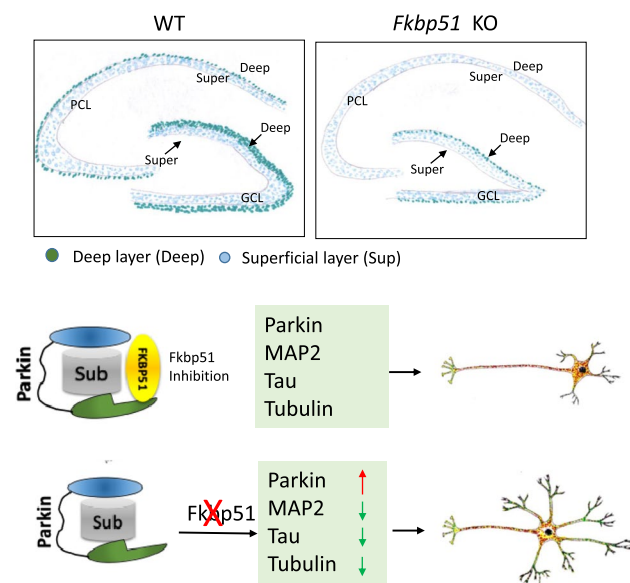 WT
Fkbp51 KO
Deep
Super
PCL
Deep
Super
GCL
Deep
Super
PCL
Deep
Super
GCL
Deep layer (Deep)
Superficial layer (Sup)
Parkin
Sub
FKBP51
Fkbp51
Inhibition
Parkin
MAP2
Tau
Tubulin
Parkin
Sub
Fkbp51
X
Parkin
MAP2
Tau
Tubulin